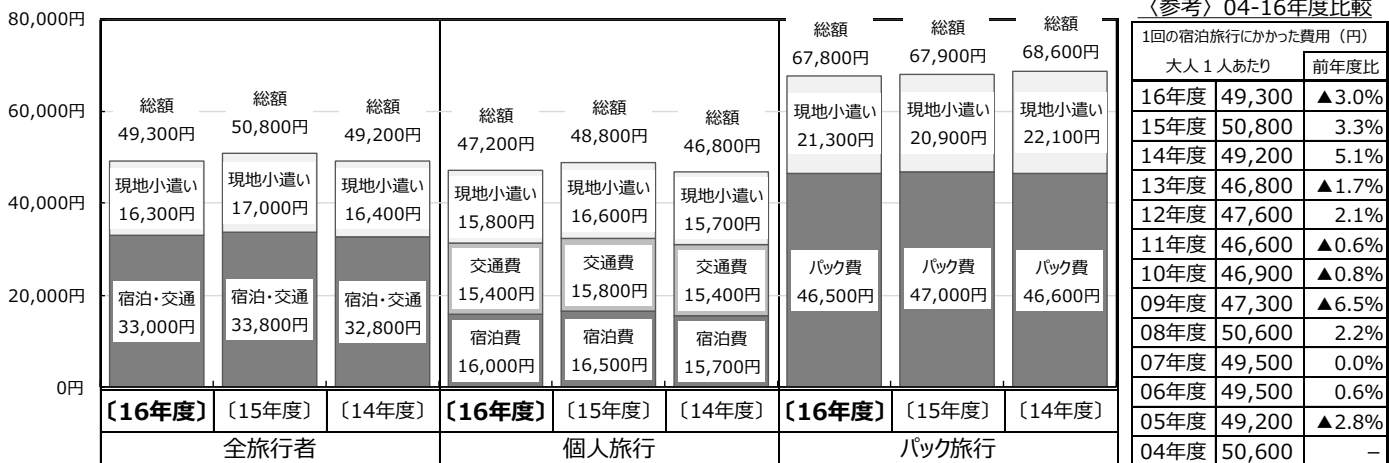 80,000円
60,000円
40,000円
20,000円
0円
総額
49,300円
現地小遣い
16,300円
宿泊・交通
33,000円
総額
50,800円
現地小遣い
17,000円
宿泊・交通
33,800円
総額
49,200円
現地小遣い
16,400円
宿泊・交通
32,800円
総額
47,200円
現地小遣い
15,800円
交通費
15,400円
宿泊費
16,000円
総額
48,800円
現地小遣い
16,600円
交通費
15,800円
宿泊費
16,500円
総額
46,800円
現地小遣い
15,700円
交通費
15,400円
宿泊費
15,700円
総額
67,800円
現地小遣い
21,300円
パック費
46,500円
総額
67,900円
現地小遣い
20,900円
パック費
47,000円
総額
68,600円
現地小遣い
22,100円
パック費
46,600円
〔16年度〕 〔15年度〕 〔14年度〕 〔16年度〕 〔15年度〕 〔14年度〕 〔16年度〕 〔15年度〕 〔14年度〕
全旅行者 個人旅行 パック旅行
〈参考〉04-16年度比較
1回の宿泊旅行にかかった費用（円）
大人１人あたり 前年度比
16年度 49,300 ▲3.0%
15年度 50,800 3.3%
14年度 49,200 5.1%
13年度 46,800 ▲1.7%
12年度 47,600 2.1%
11年度 46,600 ▲0.6%
10年度 46,900 ▲0.8%
09年度 47,300 ▲6.5%
08年度 50,600 2.2%
07年度 49,500 0.0%
06年度 49,500 0.6%
05年度 49,200 ▲2.8%
04年度 50,600 –